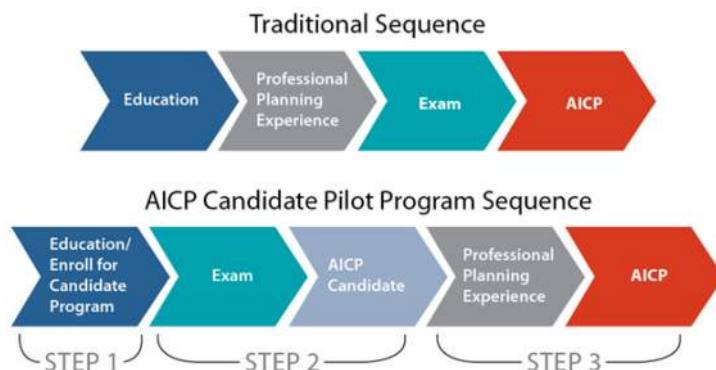 Traditional Sequence
Education
Professional
Planning
Experience
Exam
AICP
AICP Candidate Pilot Program Sequence
Education/
Enroll for
Candidate
Program
Exam
AICP
Candidate
Professional
Planning
Experience
AICP
STEP 1
STEP 2
STEP 3